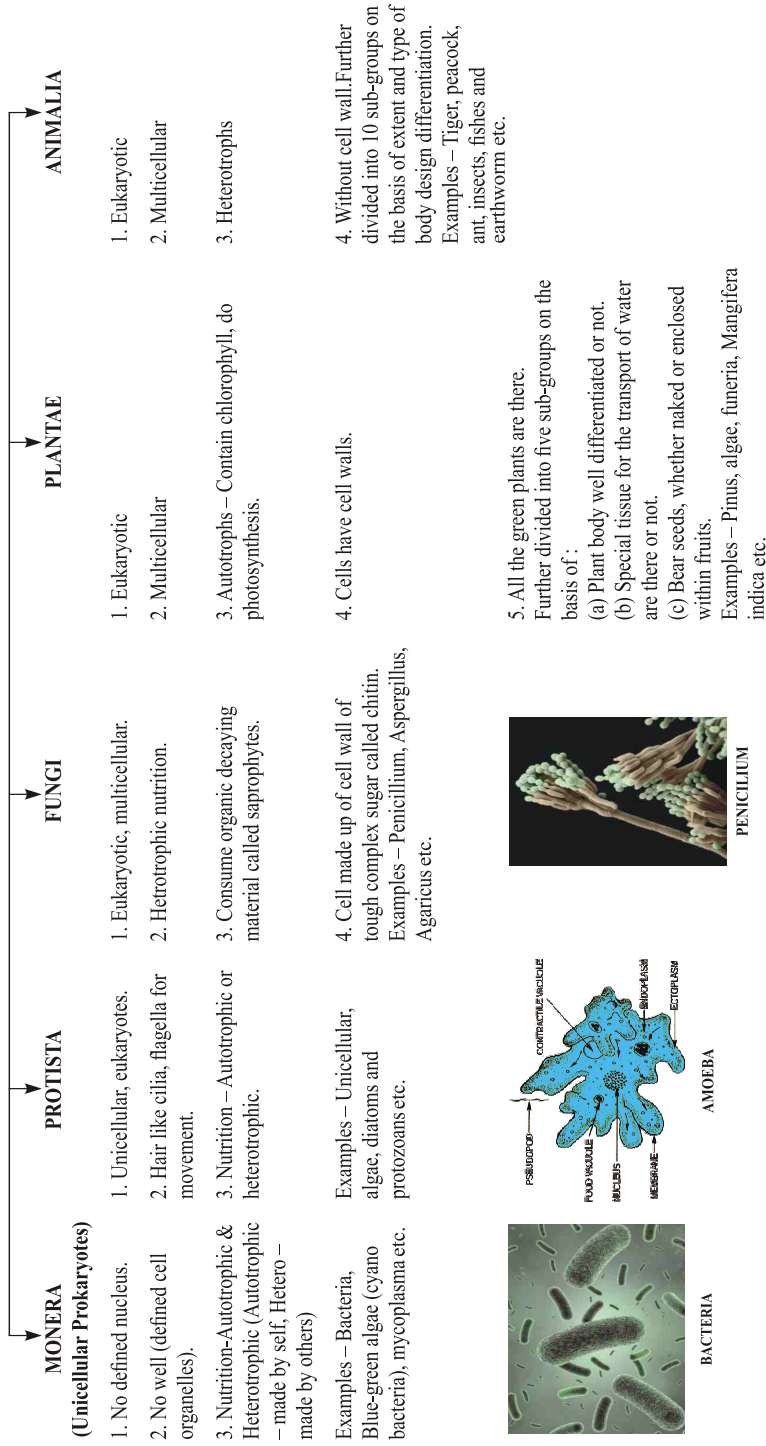 MONERA
(Unicellular Prokaryotes)
1. No defined nucleus.
2. No well (defined cell
organelles).
3. Nutrition-Autotrophic &
Heterotrophic (Autotrophic
– made by self, Hetero –
made by others)
Examples – Bacteria,
Blue-green algae (cyano
bacteria), mycoplasma etc.
BACTERIA
PROTISTA
1. Unicellular, eukaryotes.
2. Hair like cilia, flagella for
movement.
3. Nutrition – Autotrophic or
heterotrophic.
Examples – Unicellular,
algae, diatoms and
protozoans etc.
PSEUDOPOD
FOOD VACUOLE
NUCLEUS
MEMBRANE
CONTRACTILE VACUOLE
ENDOPLASM
ECTOPLASM
AMOEBA
FUNGI
1. Eukaryotic, multicellular.
2. Hetrotrophic nutrition.
3. Consume organic decaying
material called saprophytes.
4. Cell made up of cell wall of
tough complex sugar called chitin.
Examples – Penicillium, Aspergillus,
Agaricus etc.
PENICILIUM
PLANTAE
1. Eukaryotic
2. Multicellular
3. Autotrophs – Contain chlorophyll, do
photosynthesis.
4. Cells have cell walls.
5. All the green plants are there.
Further divided into five sub-groups on the
basis of :
(a) Plant body well differentiated or not.
(b) Special tissue for the transport of water
are there or not.
(c) Bear seeds, whether naked or enclosed
within fruits.
Examples – Pinus, algae, funeria, Mangifera
indica etc.
ANIMALIA
1. Eukaryotic
2. Multicellular
3. Heterotrophs
4. Without cell wall.Further
divided into 10 sub-groups on
the basis of extent and type of
body design differentiation.
Examples – Tiger, peacock,
ant, insects, fishes and
earthworm etc.